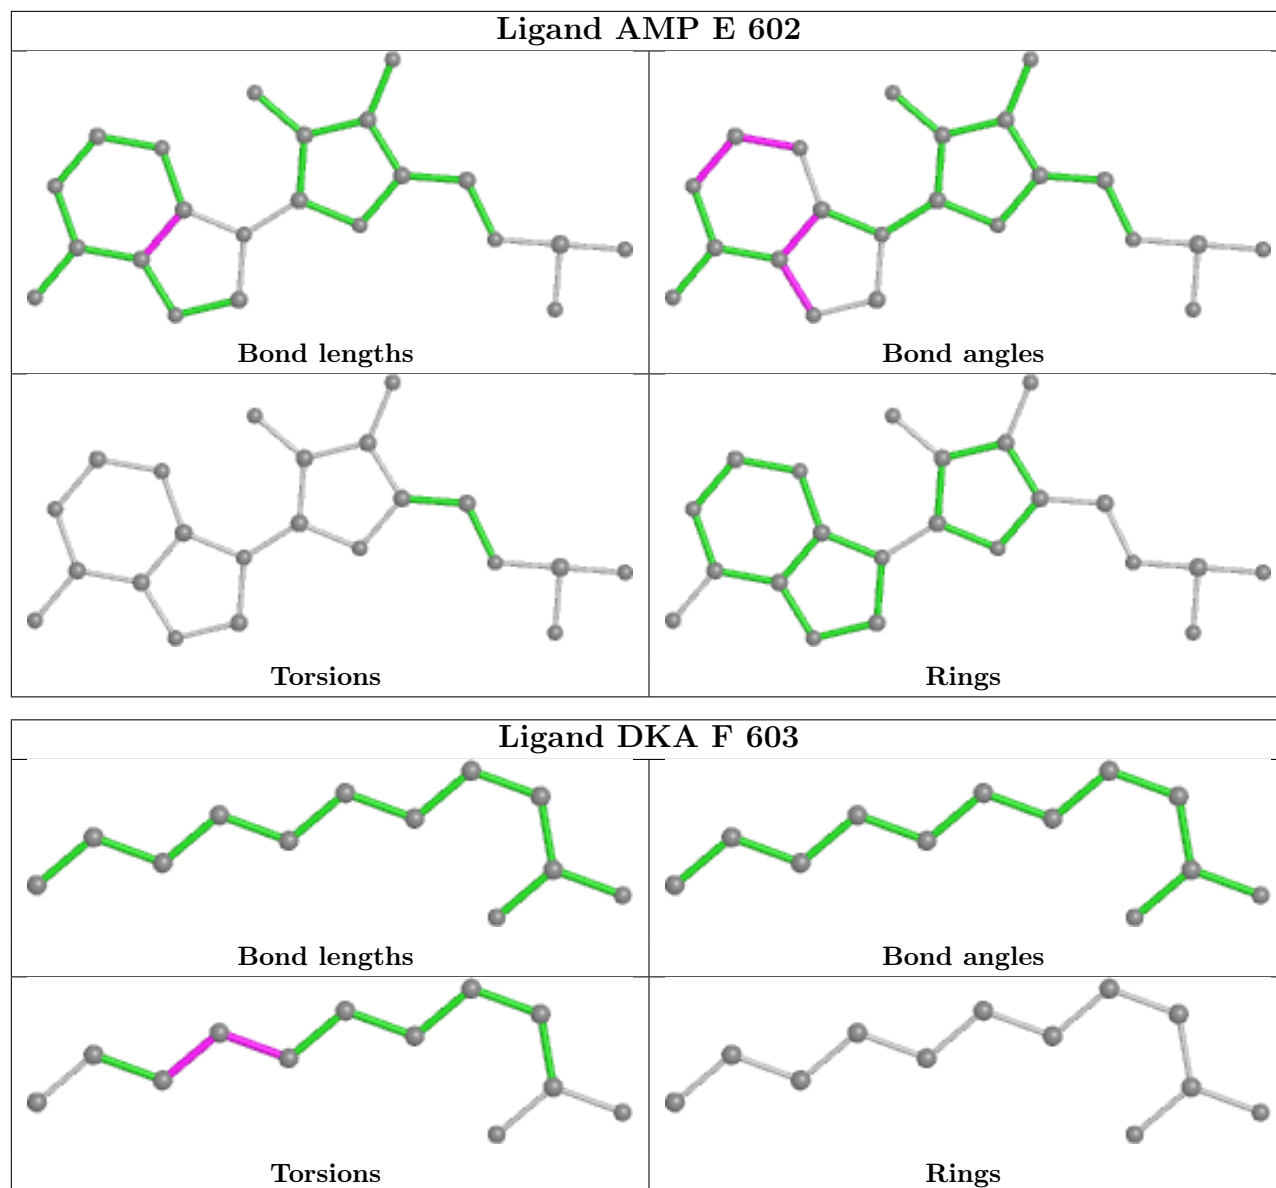 Ligand AMP E 602
Bond lengths
Bond angles
Torsions
Rings
Ligand DKA F 603
Bond lengths
Bond angles
Torsions
Rings